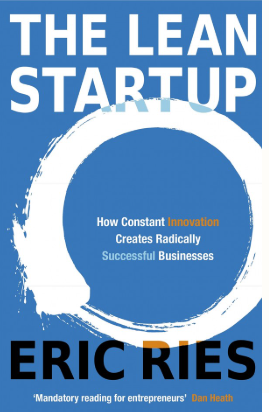 THE LEAN
STARTUP
How Constant Innovation
Creates Radically
Successful Businesses
ERIC RIES
‘Mandatory reading for entrepreneurs’ Dan Heath